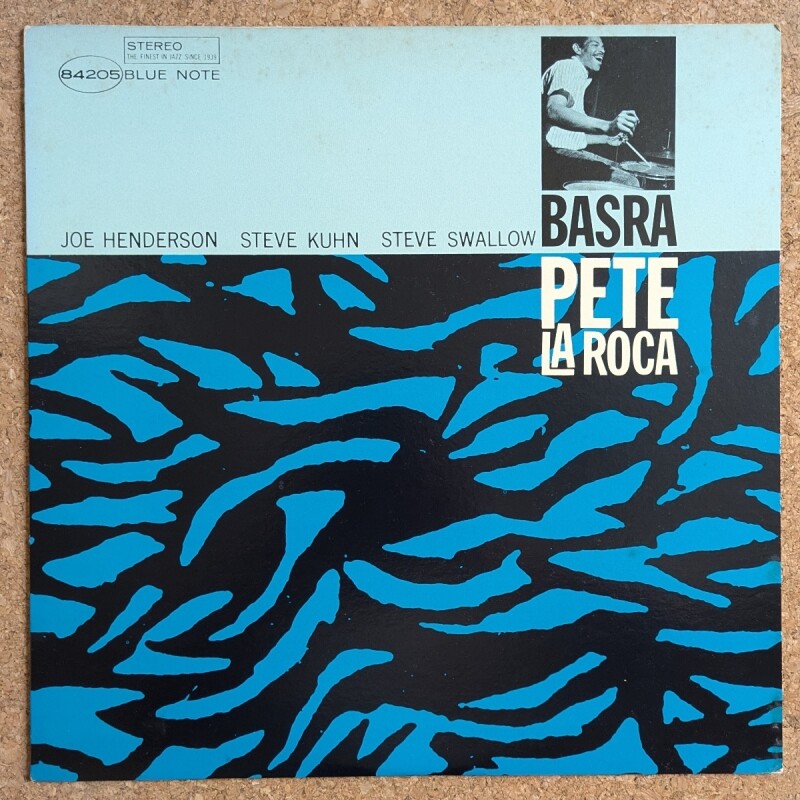 STEREO
THE FINEST IN JAZZ SINCE 1939
84205 BLUE NOTE
JOE HENDERSON STEVE KUHN STEVE SWALLOW BASRA
PETE
LA ROCA